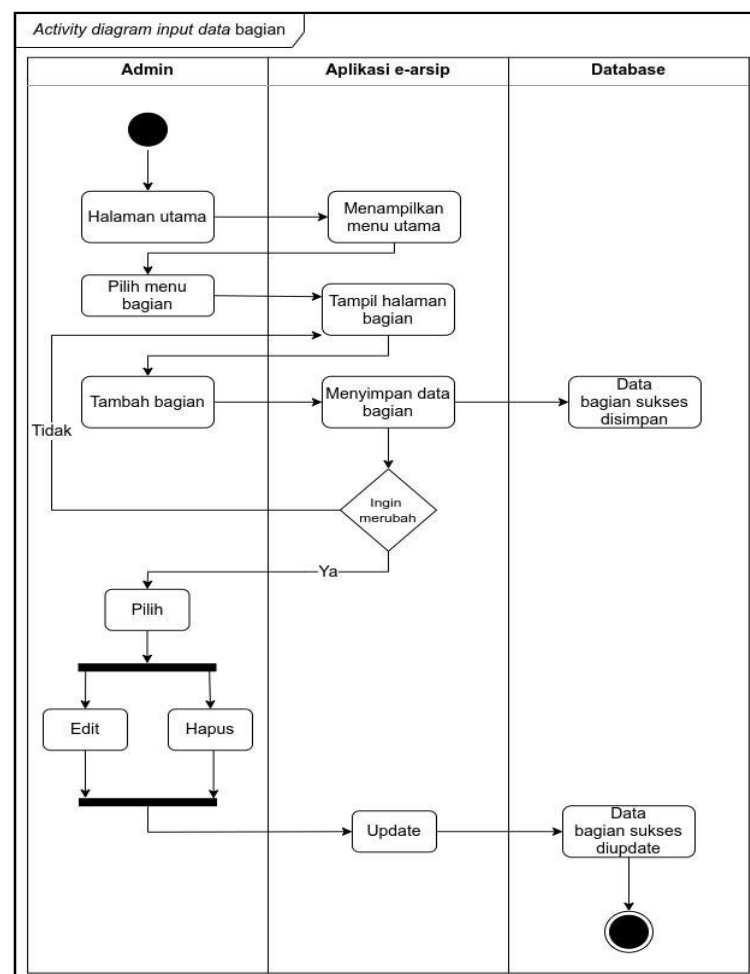 Activity diagram input data bagian
Admin
Aplikasi e-arsip
Database
Halaman utama
Menampilkan
menu utama
Pilih menu
bagian
Tampil halaman
bagian
Tambah bagian
Menyimpan data
bagian
Data
bagian sukses
disimpan
Tidak
Ingin
merubah
Ya
Pilih
Edit
Hapus
Update
Data
bagian sukses
diupdate